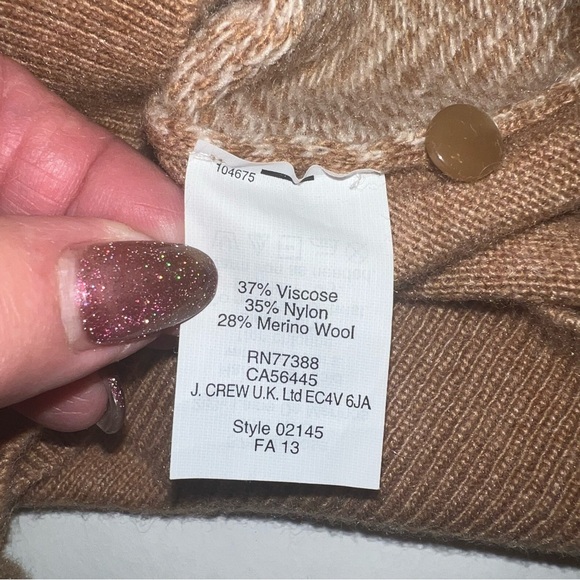 104675
37% Viscose
35% Nylon
28% Merino Wool
RN77388
CA56445
J. CREW U.K. Ltd EC4V 6JA
Style 02145
FA 13